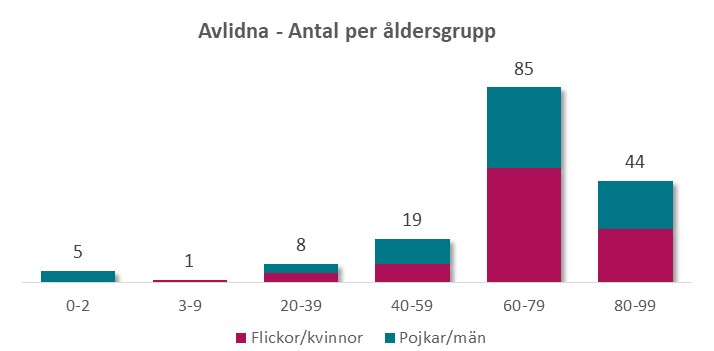 Avlidna - Antal per åldersgrupp
85
44
19
8
5
1
0-2 3-9 20-39 40-59 60-79 80-99
Flickor/kvinnor Pojkar/män